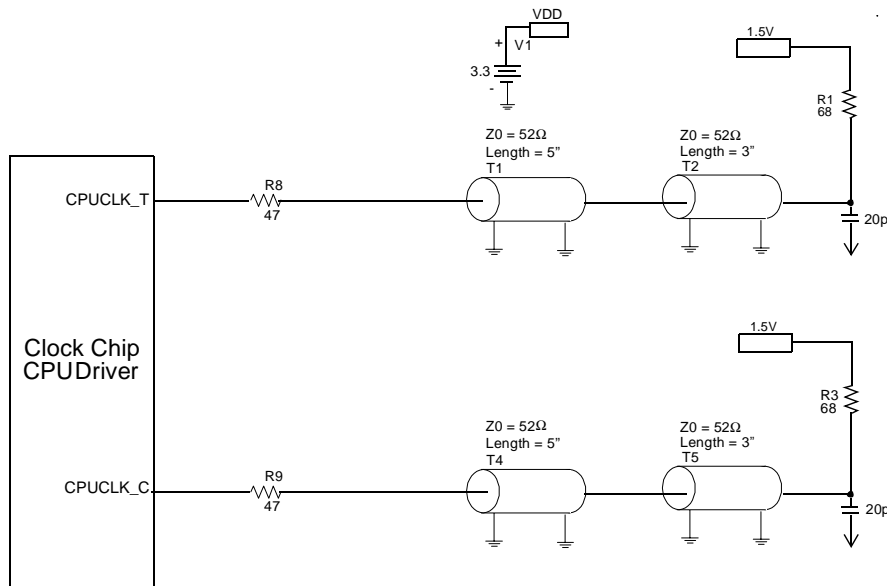 VDD
+ V1
3.3
-
1.5V
R1
68
Z0 = 52Ω
Length = 5"
T1
Z0 = 52Ω
Length = 3"
T2
CPUCLK_T
R8
47
20p
Clock Chip
CPUDriver
1.5V
R3
68
Z0 = 52Ω
Length = 5"
T4
Z0 = 52Ω
Length = 3"
T5
CPUCLK_C
R9
47
20p